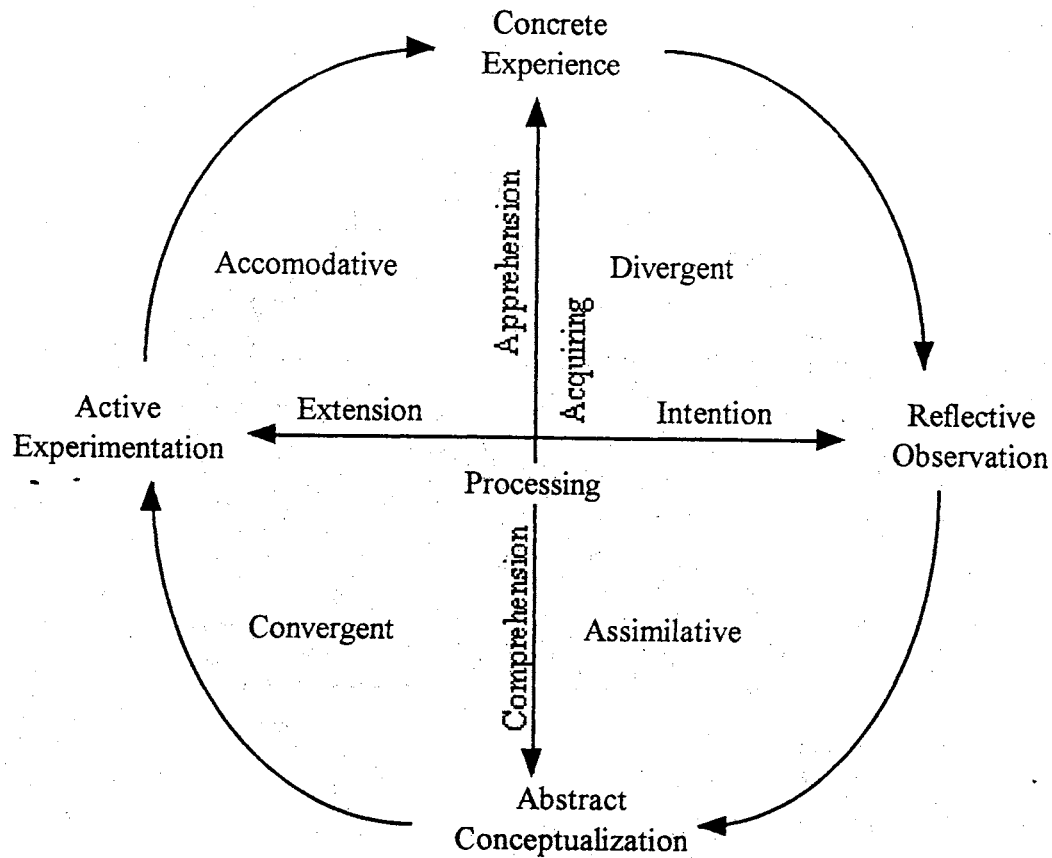 Concrete
Experience
Apprehension
Accomodative
Divergent
Acquiring
Active
Experimentation
Extension
Intention
Reflective
Observation
Processing
Comprehension
Convergent
Assimilative
Abstract
Conceptualization